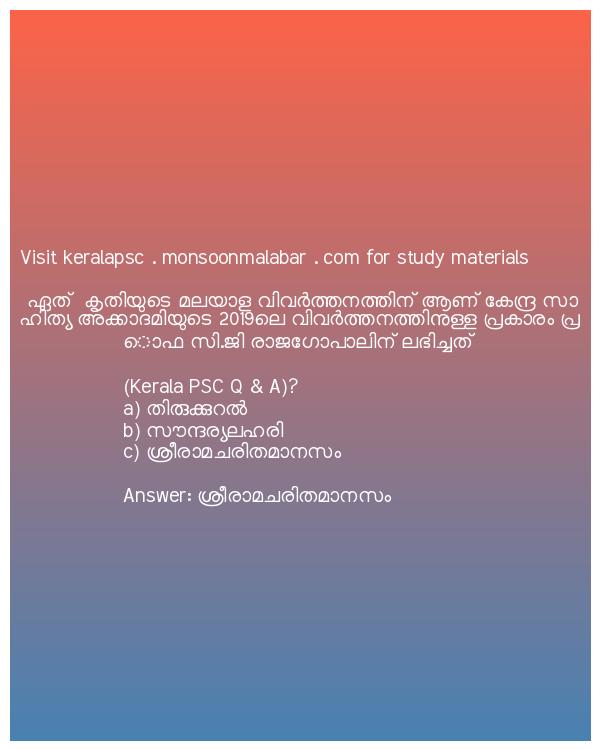 Visit keralapsc . monsoonmalabar . com for study materials
ഏത് കൃതിയുടെ മലയാള വിവർത്തനത്തിന് ആണ് കേന്ദ്ര സാ
ഹിത്യ അക്കാദമിയുടെ 2019ലെ വിവർത്തനത്തിനുള്ള പ്രകാരം പ്ര
ൊഫ സി.ജി രാജഗോപാലിന് ലഭിച്ചത്
(Kerala PSC Q & A)?
a) തിരുക്കുറൽ
b) സൗന്ദര്യലഹരി
c) ശ്രീരാമചരിതമാനസം
Answer: ശ്രീരാമചരിതമാനസം